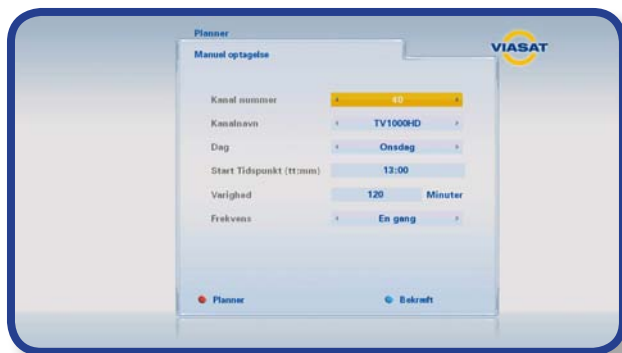 Planner
VIASAT
Manuel optagelse
Kanal nummer 40
Kanalnavn TV1000HD
Dag Onsdag
Start Tidspunkt (tt:mm) 13:00
Varighed 120 Minuter
Frekvens En gang
Planner Bekræft